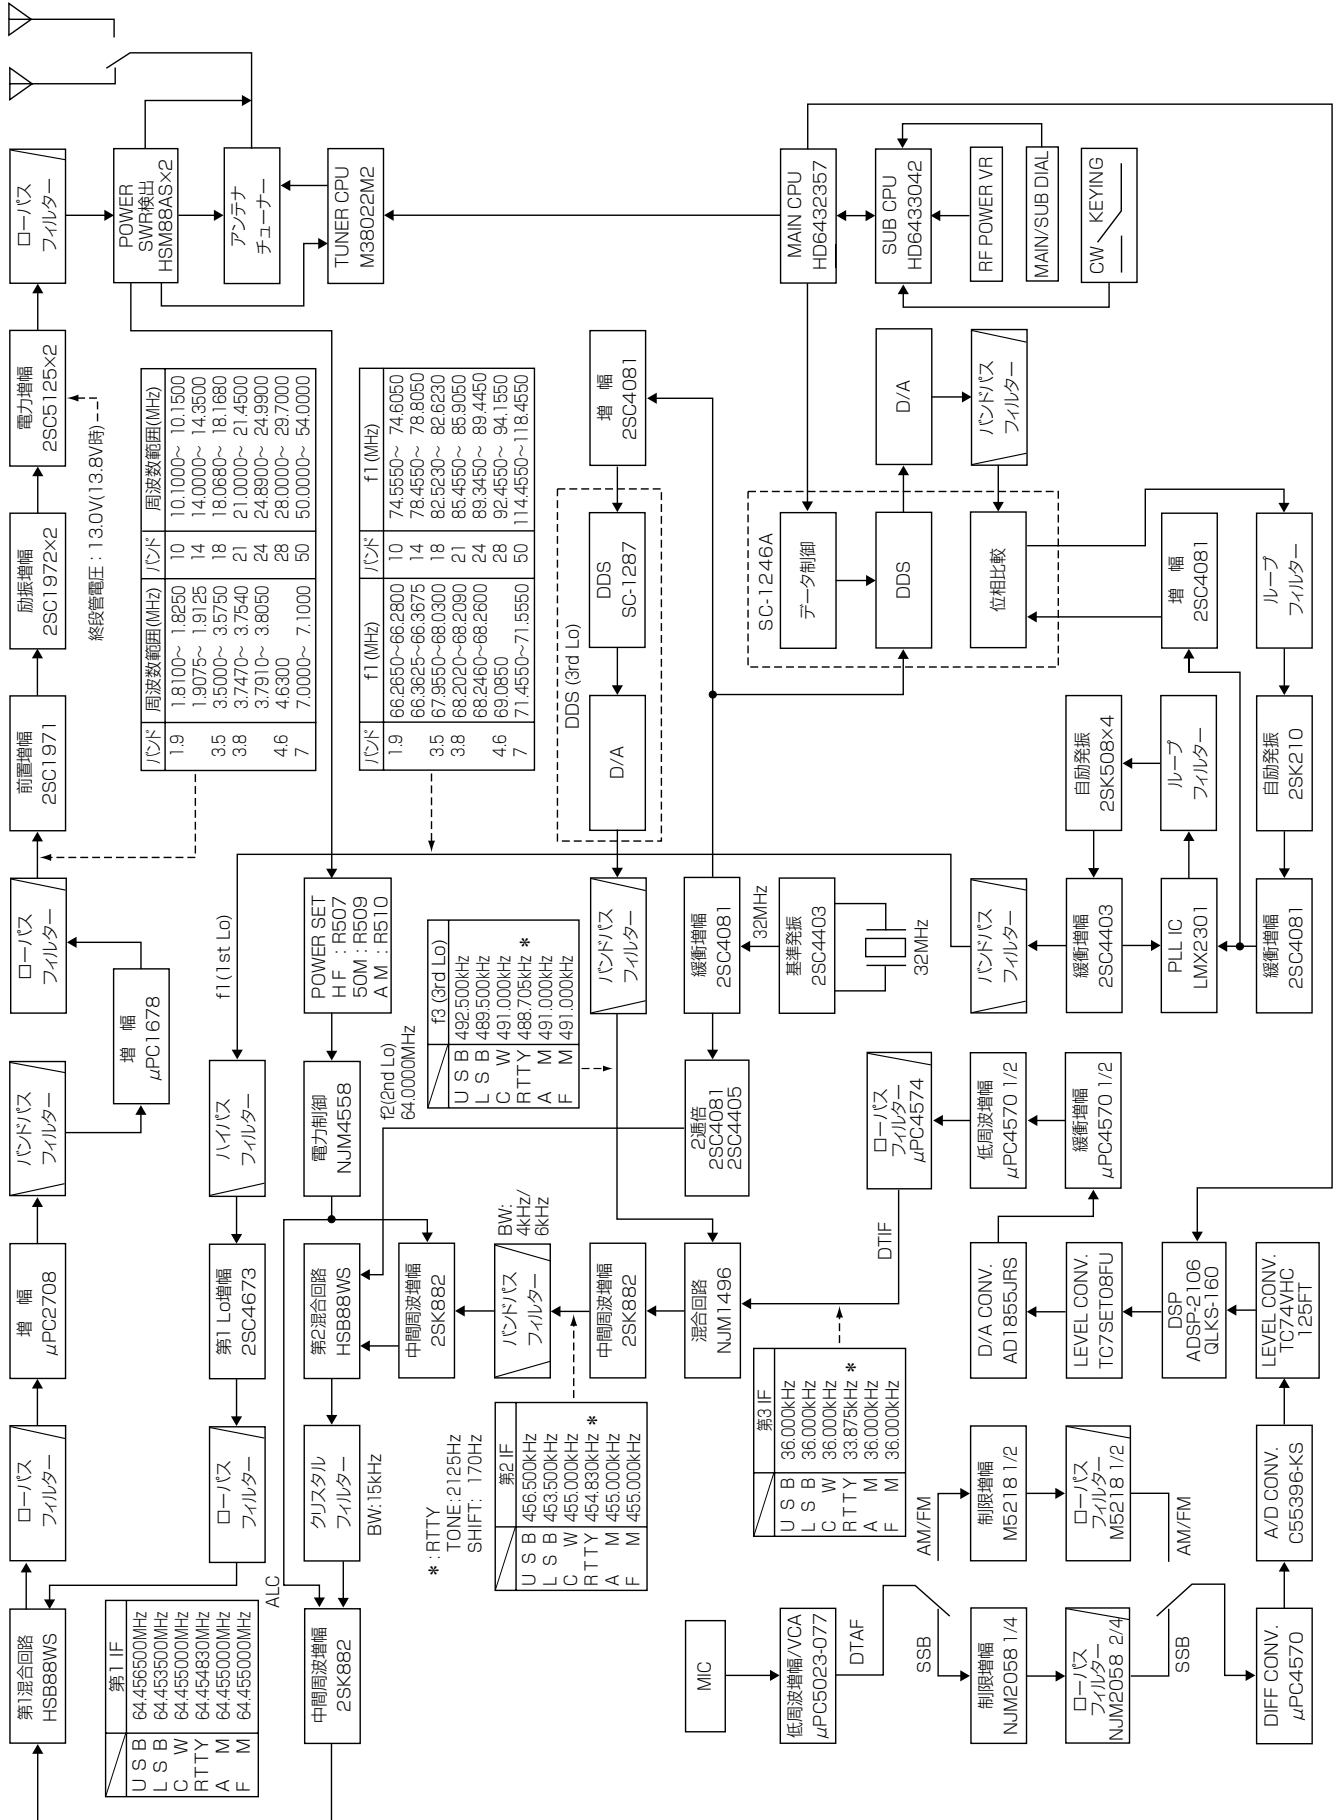 第1混合回路
HSB88WS
ローパス
フィルター
増　幅
μPC2708
バンドパス
フィルター
増　幅
μPC1678
ローパス
フィルター
前置増幅
2SC1971
励振増幅
2SC1972×2
電力増幅
2SC5125×2
終段管電圧：13.0V(13.8V時)
ローパス
フィルター
POWER
SWR検出
HSM88AS×2
アンテナ
チューナー
TUNER CPU
M38022M2
第1 IF
U S B 64.456500MHz
L S B 64.453500MHz
C W 64.455000MHz
RTTY 64.454830MHz
A M 64.455000MHz
F M 64.455000MHz
バンド 周波数範囲(MHz) バンド 周波数範囲(MHz)
1.9 1.8100～ 1.8250 10 10.1000～ 10.1500
1.9075～ 1.9125 14 14.0000～ 14.3500
3.5 3.5000～ 3.5750 18 18.0680～ 18.1680
3.8 3.7470～ 3.7540 21 21.0000～ 21.4500
3.7910～ 3.8050 24 24.8900～ 24.9900
4.6 4.6300 28 28.0000～ 29.7000
7 7.0000～ 7.1000 50 50.0000～ 54.0000
ローパス
フィルター
第1 Lo増幅
2SC4673
ハイパス
フィルター
f1(1st Lo)
ALC
中間周波増幅
2SK882
クリスタル
フィルター
BW:15kHz
第2混合回路
HSB88WS
電力制御
NJM4558
POWER SET
H F : R507
50M : R509
A M : R510
バンド f1 (MHz) バンド f1 (MHz)
1.9 66.2650～66.2800 10 74.5550～ 74.6050
66.3625～66.3675 14 78.4550～ 78.8050
3.5 67.9550～68.0300 18 82.5230～ 82.6230
3.8 68.2020～68.2090 21 85.4550～ 85.9050
68.2460～68.2600 24 89.3450～ 89.4450
4.6 69.0850 28 92.4550～ 94.1550
7 71.4550～71.5550 50 114.4550～118.4550
中間周波増幅
2SK882
f2(2nd Lo)
64.0000MHz
f3 (3rd Lo)
U S B 492.500kHz
L S B 489.500kHz
C W 491.000kHz
RTTY 488.705kHz *
A M 491.000kHz
F M 491.000kHz
* : RTTY
TONE: 2125Hz
SHIFT: 170Hz
第2 IF
U S B 456.500kHz
L S B 453.500kHz
C W 455.000kHz
RTTY 454.830kHz *
A M 455.000kHz
F M 455.000kHz
バンドパス
フィルター
BW:
4kHz/
6kHz
中間周波増幅
2SK882
バンドパス
フィルター
DDS (3rd Lo)
D/A
DDS
SC-1287
増　幅
2SC4081
混合回路
NJM1496
2逓倍
2SC4081
2SC4405
緩衝増幅
2SC4081
32MHz
基準発振
2SC4403
32MHz
第3 IF
U S B 36.000kHz
L S B 36.000kHz
C W 36.000kHz
RTTY 33.875kHz *
A M 36.000kHz
F M 36.000kHz
DTIF
ローパス
フィルター
μPC4574
SC-1246A
データ制御
DDS
位相比較
D/A
バンドパス
フィルター
MAIN CPU
HD6432357
SUB CPU
HD6433042
RF POWER VR
MAIN/SUB DIAL
CW KEYING
MIC
低周波増幅/VCA
μPC5023-077
DTAF
SSB
制限増幅
NJM2058 1/4
ローパス
フィルター
NJM2058 2/4
SSB
AM/FM
制限増幅
M5218 1/2
ローパス
フィルター
M5218 1/2
AM/FM
D/A CONV.
AD1855JRS
LEVEL CONV.
TC7SET08FU
DSP
ADSP-2106
QLKS-160
LEVEL CONV.
TC74VHC
125FT
低周波増幅
μPC4570 1/2
緩衝増幅
μPC4570 1/2
バンドパス
フィルター
緩衝増幅
2SC4403
PLL IC
LMX2301
緩衝増幅
2SC4081
自励発振
2SK508×4
ループ
フィルター
自励発振
2SK210
増　幅
2SC4081
ループ
フィルター
DIFF CONV.
μPC4570
A/D CONV.
C55396-KS